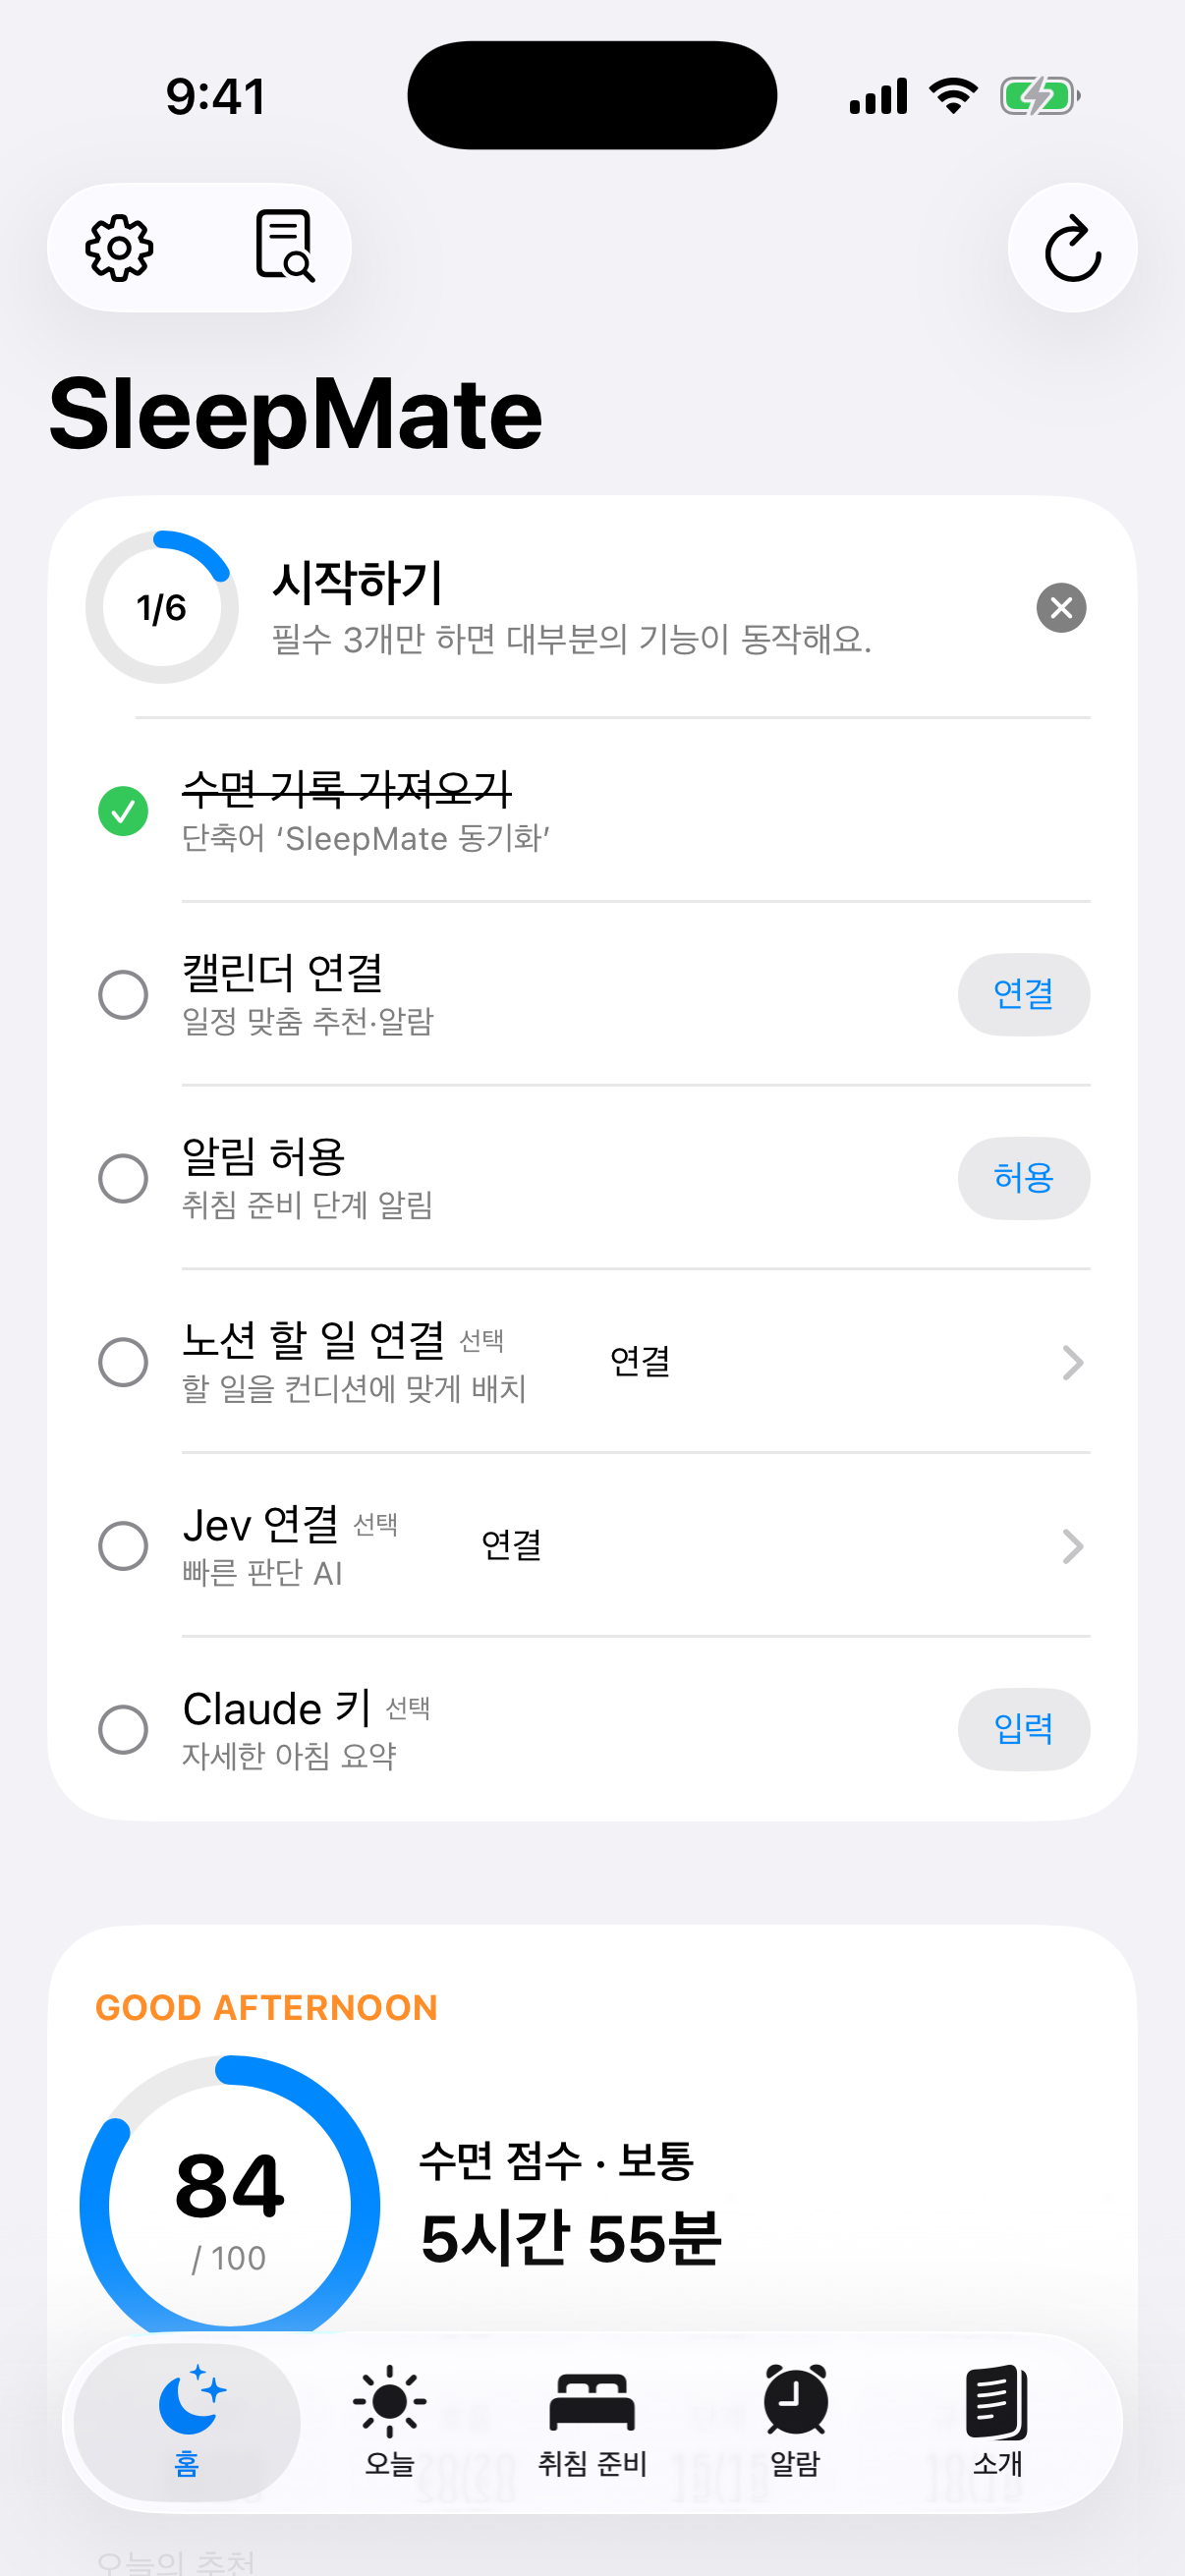 9:41
SleepMate
1/6
시작하기
필수 3개만 하면 대부분의 기능이 동작해요.
수면 기록 가져오기
단축어 ‘SleepMate 동기화’
캘린더 연결
일정 맞춤 추천·알람
연결
알림 허용
취침 준비 단계 알림
허용
노션 할 일 연결 선택
할 일을 컨디션에 맞게 배치
연결
Jev 연결 선택
빠른 판단 AI
연결
Claude 키 선택
자세한 아침 요약
입력
GOOD AFTERNOON
84
/ 100
수면 점수 · 보통
5시간 55분
홈
오늘
취침 준비
알람
소개
오늘의 추천